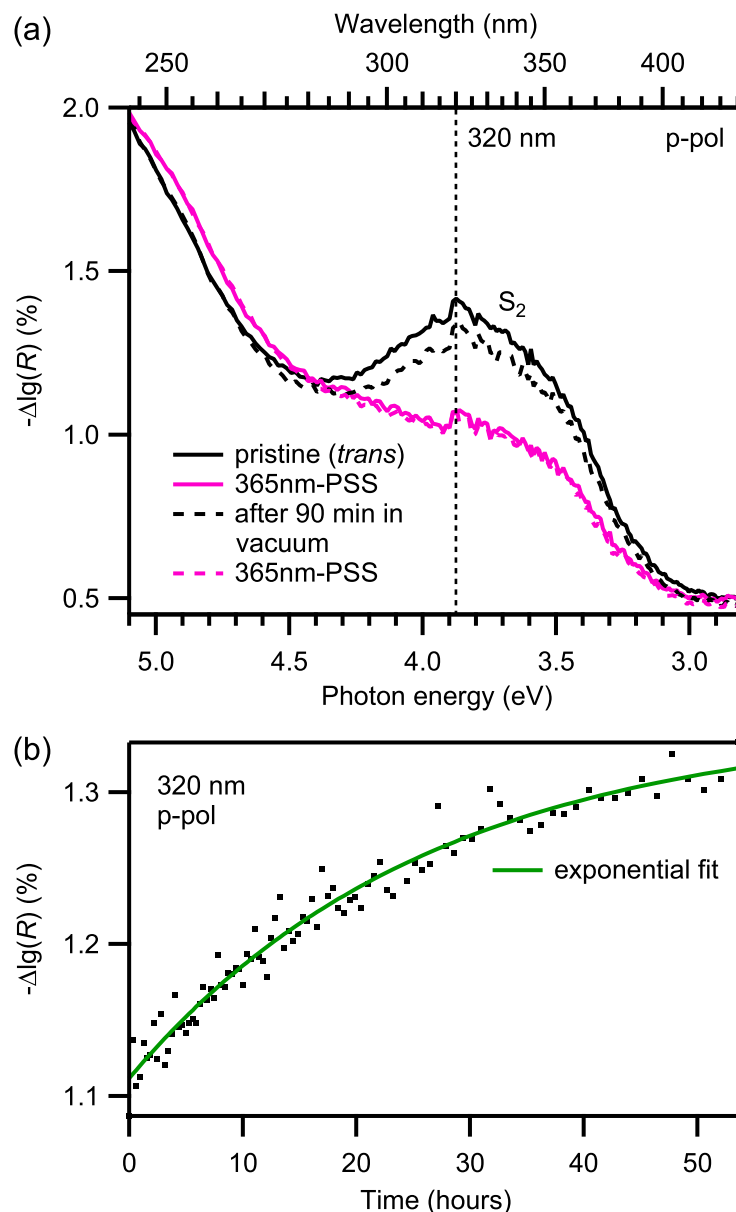 (a)
Wavelength (nm)
250 300 350 400
2.0
320 nm p-pol
1.5
S2
-Δlg(R) (%)
1.0
pristine (trans)
365nm-PSS
after 90 min in
vacuum
365nm-PSS
0.5
5.0 4.5 4.0 3.5 3.0
Photon energy (eV)
(b)
320 nm
p-pol
1.3
exponential fit
-Δlg(R) (%)
1.2
1.1
0 10 20 30 40 50
Time (hours)